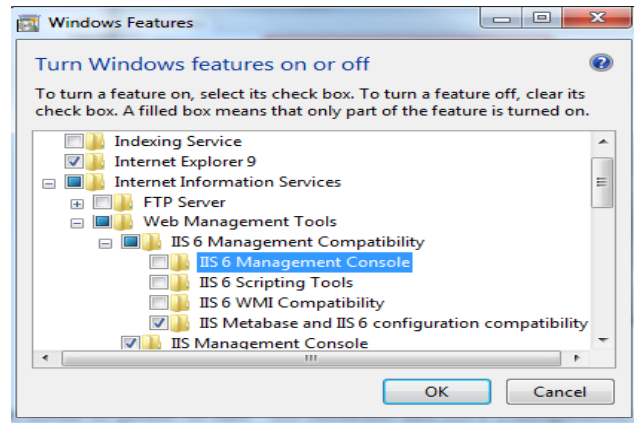 Windows Features
Turn Windows features on or off
To turn a feature on, select its check box. To turn a feature off, clear its
check box. A filled box means that only part of the feature is turned on.
Indexing Service
Internet Explorer 9
Internet Information Services
FTP Server
Web Management Tools
IIS 6 Management Compatibility
IIS 6 Management Console
IIS 6 Scripting Tools
IIS 6 WMI Compatibility
IIS Metabase and IIS 6 configuration compatibility
IIS Management Console
OK Cancel